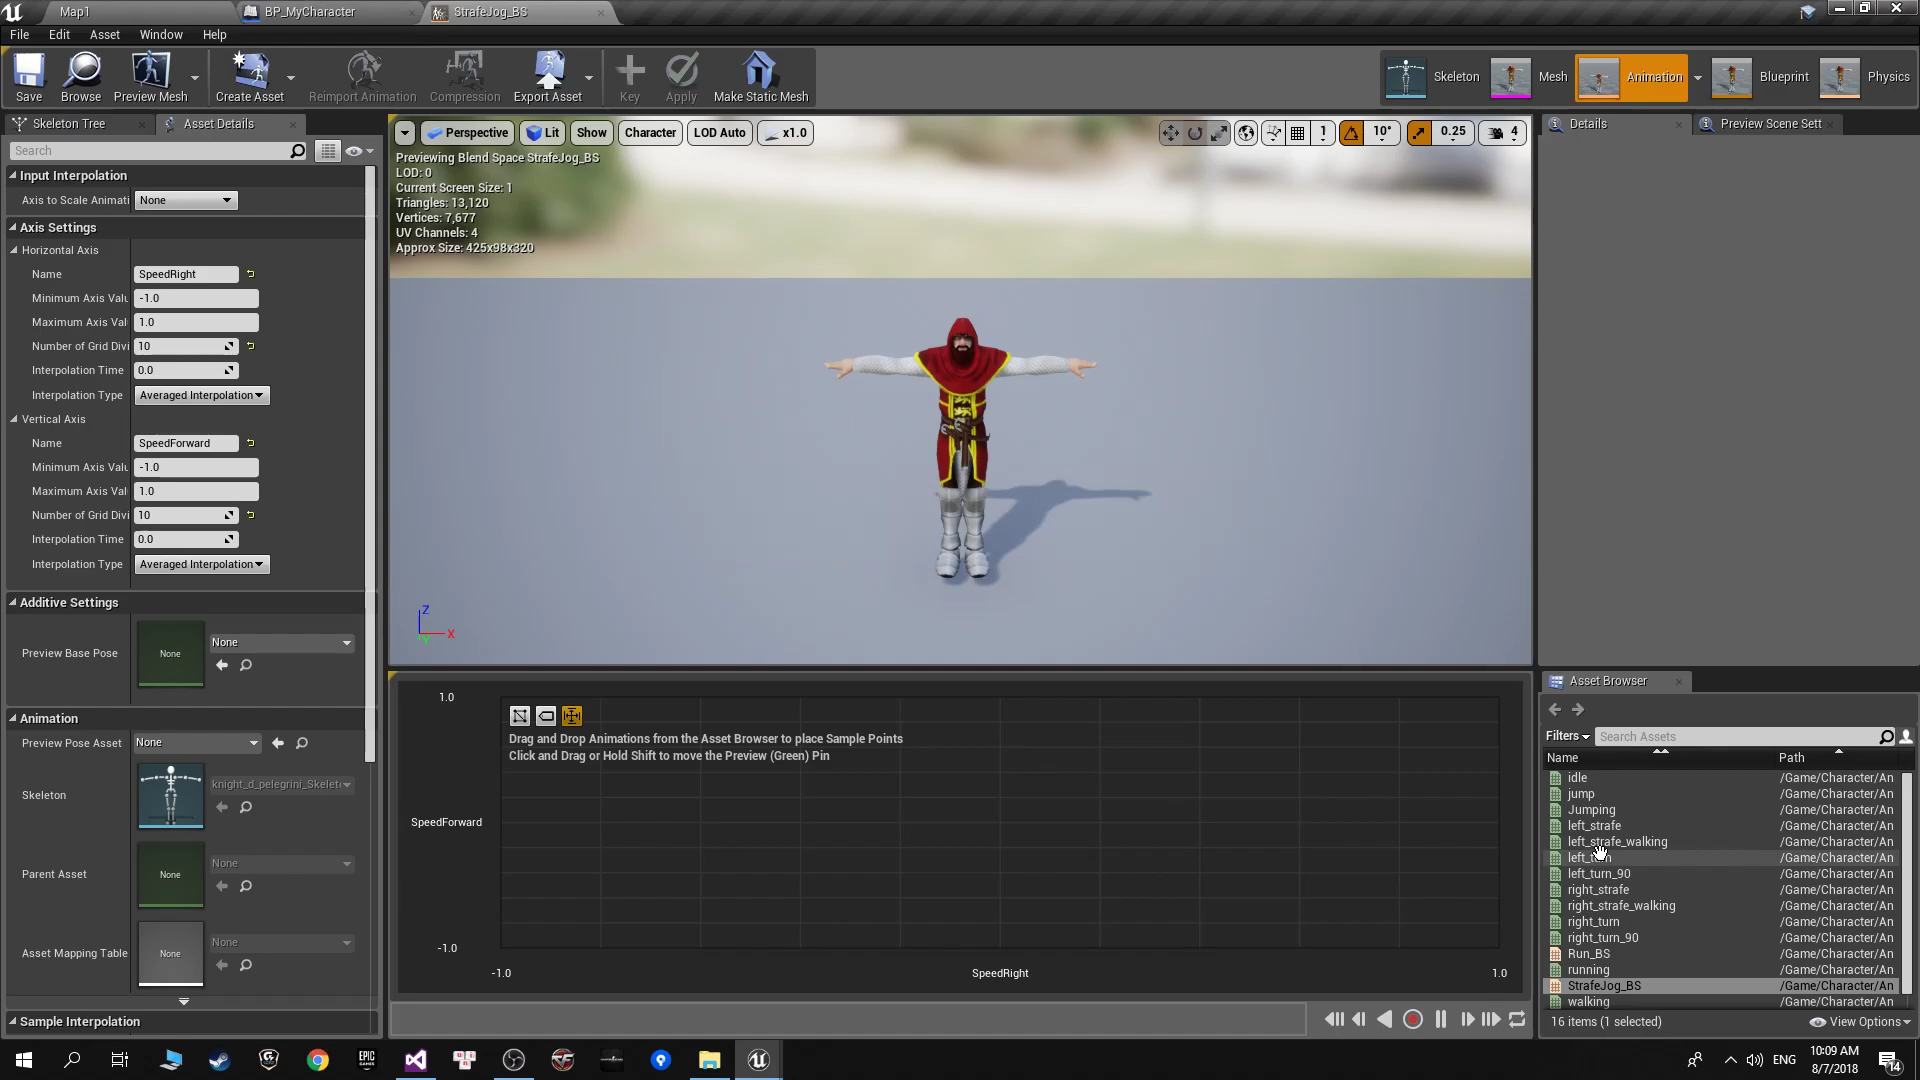 Map1
BP_MyCharacter
StrafeJog_BS
File
Edit
Asset
Window
Help
Save
Browse
Preview Mesh
Create Asset
Reimport Animation
Compression
Export Asset
Key
Apply
Make Static Mesh
Skeleton
Mesh
Animation
Blueprint
Physics
Skeleton Tree
Asset Details
Search
Input Interpolation
Axis to Scale Animati
None
Axis Settings
Horizontal Axis
Name
SpeedRight
Minimum Axis Valu
-1.0
Maximum Axis Val
1.0
Number of Grid Divi
10
Interpolation Time
0.0
Interpolation Type
Averaged Interpolation
Vertical Axis
Name
SpeedForward
Minimum Axis Valu
-1.0
Maximum Axis Val
1.0
Number of Grid Divi
10
Interpolation Time
0.0
Interpolation Type
Averaged Interpolation
Additive Settings
Preview Base Pose
None
None
Animation
Preview Pose Asset
None
Skeleton
knight_d_pelegrini_Skelet
Parent Asset
None
None
Asset Mapping Table
None
None
Sample Interpolation
Perspective
Lit
Show
Character
LOD Auto
x1.0
1
10°
0.25
4
Previewing Blend Space StrafeJog_BS
LOD: 0
Current Screen Size: 1
Triangles: 13,120
Vertices: 7,677
UV Channels: 4
Approx Size: 425x98x320
Z
X
Y
1.0
Drag and Drop Animations from the Asset Browser to place Sample Points
Click and Drag or Hold Shift to move the Preview (Green) Pin
SpeedForward
-1.0
-1.0
SpeedRight
1.0
Details
Preview Scene Sett
Asset Browser
Filters
Search Assets
Name
Path
idle /Game/Character/An
jump /Game/Character/An
Jumping /Game/Character/An
left_strafe /Game/Character/An
left_strafe_walking /Game/Character/An
left_turn /Game/Character/An
left_turn_90 /Game/Character/An
right_strafe /Game/Character/An
right_strafe_walking /Game/Character/An
right_turn /Game/Character/An
right_turn_90 /Game/Character/An
Run_BS /Game/Character/An
running /Game/Character/An
StrafeJog_BS /Game/Character/An
walking /Game/Character/An
16 items (1 selected)
View Options
EPIC
GAMES
ENG
10:09 AM
8/7/2018
14